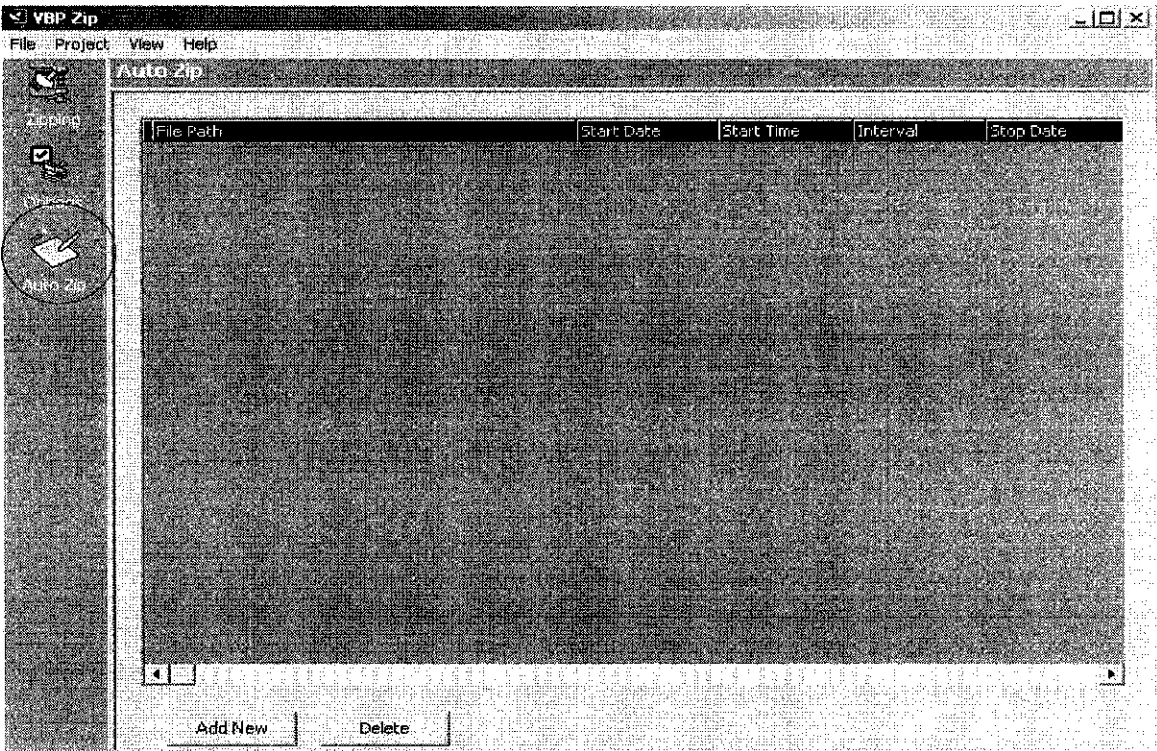 VBP Zip
File Project View Help
Auto Zip
Zipping
Options
Auto Zip
File Path Start Date Start Time Interval Stop Date
Add New Delete